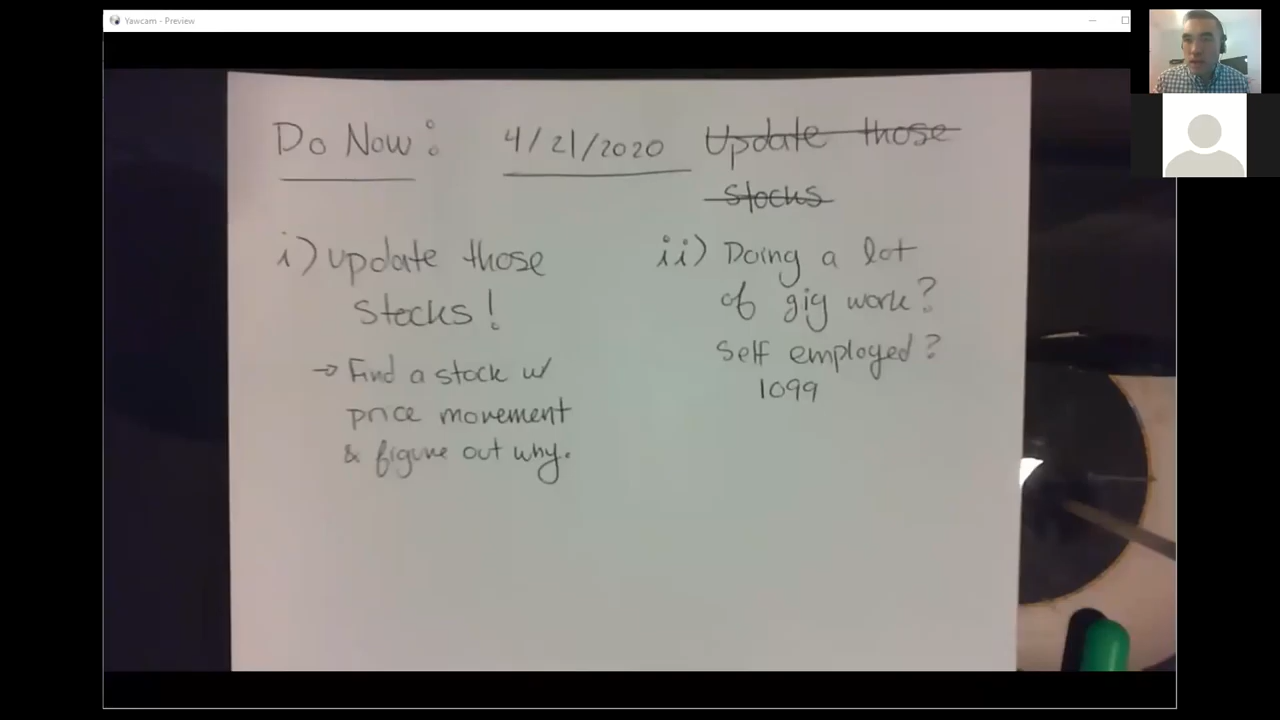 Yawcam - Preview
Do Now: 4/21/2020 Update those
stocks
i) update those
stocks!
→ Find a stock w/
price movement
& figure out why.
ii) Doing a lot
of gig work?
Self employed?
1099